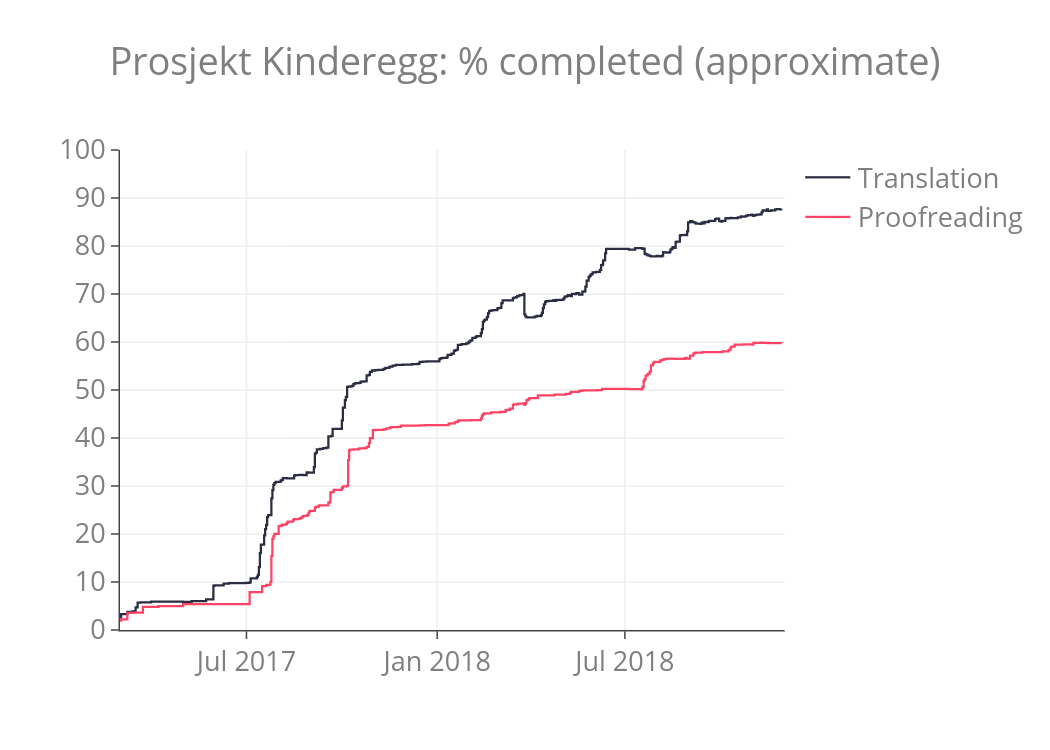 Prosjekt Kinderegg: % completed (approximate)
100
90
80
70
60
50
40
30
20
10
0
Jul 2017
Jan 2018
Jul 2018
Translation
Proofreading